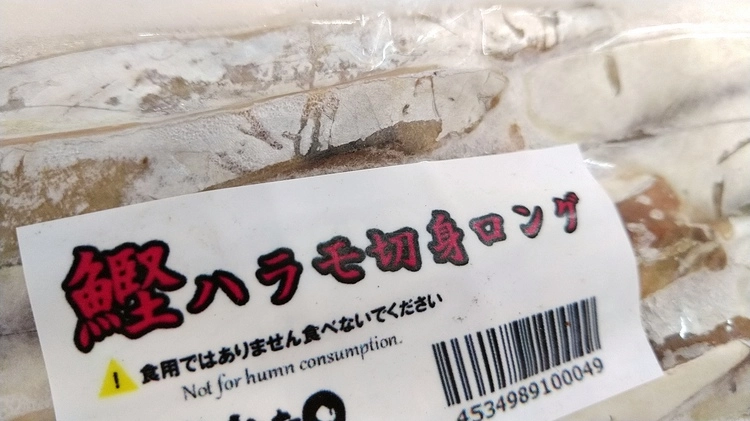 鰹ハラモ切身ロング
食用ではありません食べないでください
Not for humn consumption.
4534989100049